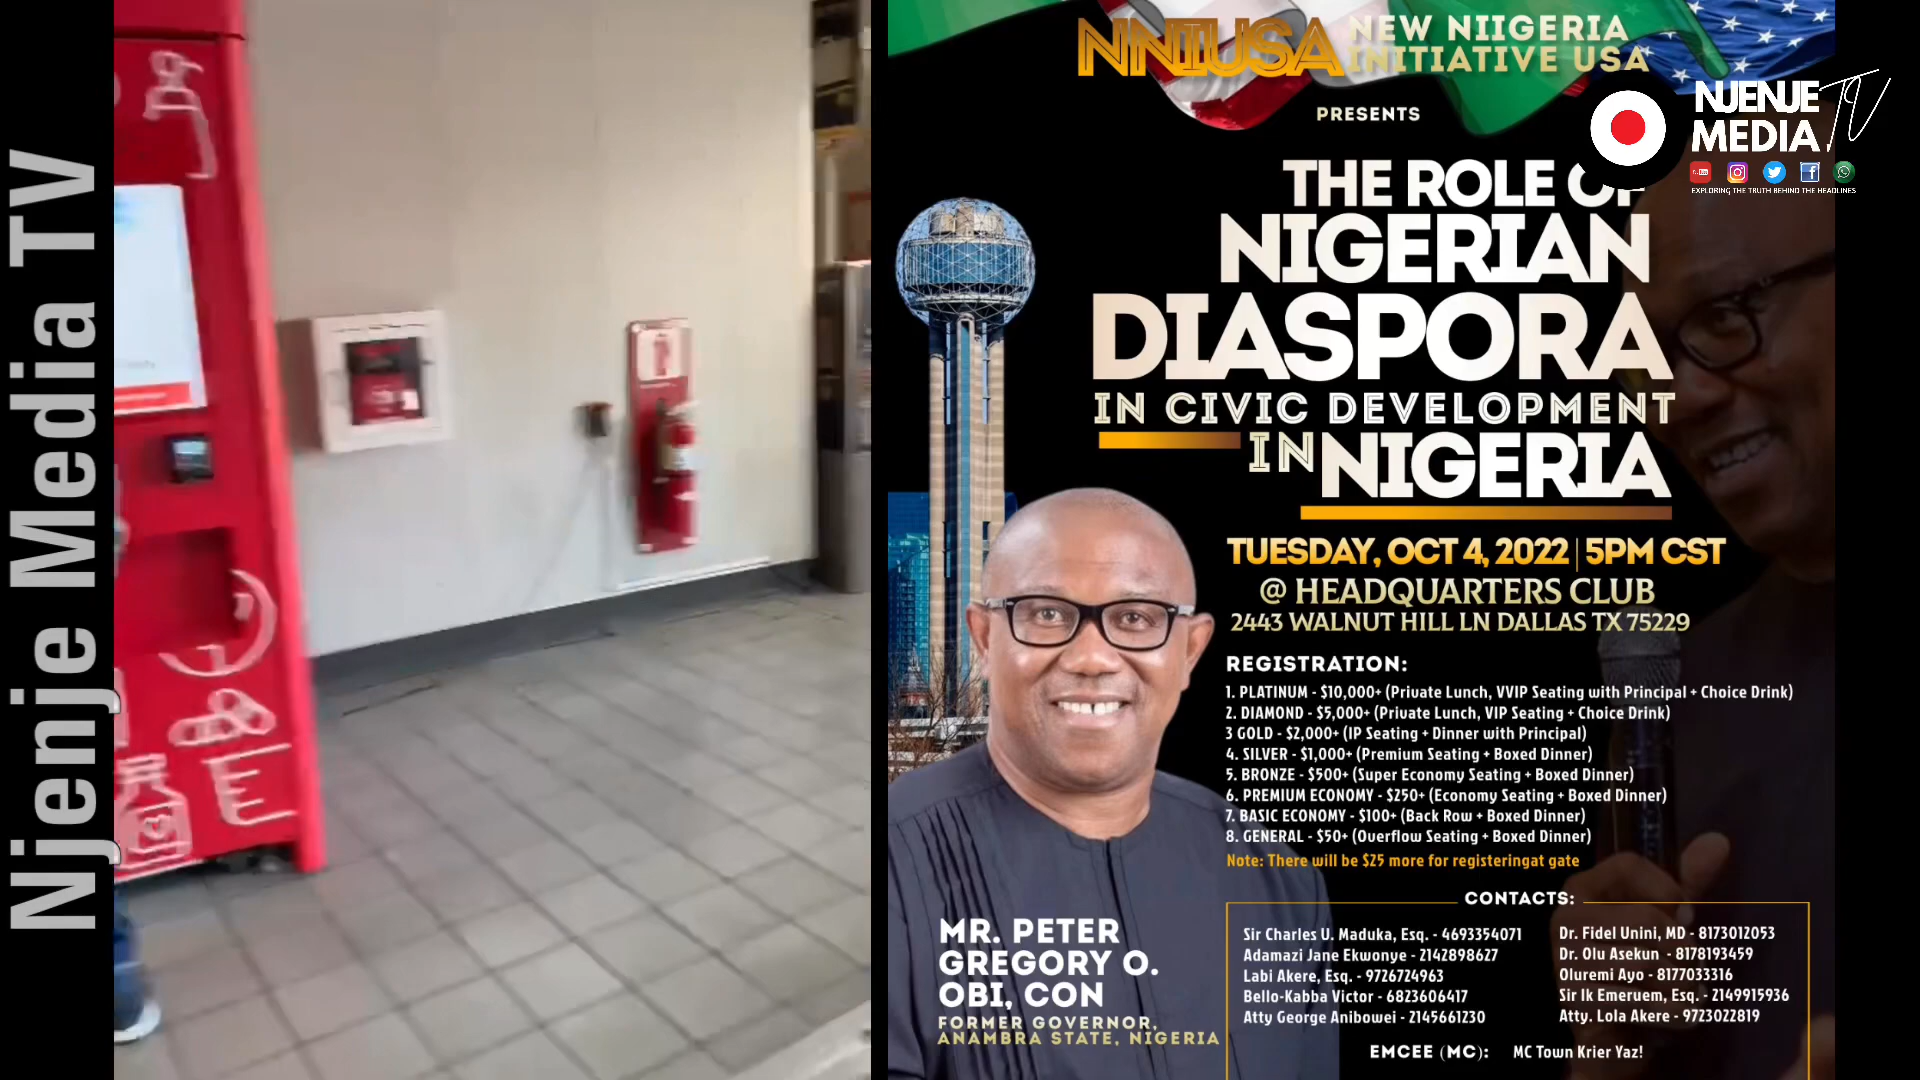 Njenje Media TV
NNIUSA
NEW NIIGERIA
INITIATIVE USA
NJENJE
MEDIA TV
EXPLORING THE TRUTH BEHIND THE HEADLINES
PRESENTS
THE ROLE OF
NIGERIAN
DIASPORA
IN CIVIC DEVELOPMENT
IN NIGERIA
TUESDAY, OCT 4, 2022 | 5PM CST
@ HEADQUARTERS CLUB
2443 WALNUT HILL LN DALLAS TX 75229
REGISTRATION:
1. PLATINUM - $10,000+ (Private Lunch, VVIP Seating with Principal + Choice Drink)
2. DIAMOND - $5,000+ (Private Lunch, VIP Seating + Choice Drink)
3 GOLD - $2,000+ (IP Seating + Dinner with Principal)
4. SILVER - $1,000+ (Premium Seating + Boxed Dinner)
5. BRONZE - $500+ (Super Economy Seating + Boxed Dinner)
6. PREMIUM ECONOMY - $250+ (Economy Seating + Boxed Dinner)
7. BASIC ECONOMY - $100+ (Back Row + Boxed Dinner)
8. GENERAL - $50+ (Overflow Seating + Boxed Dinner)
Note: There will be $25 more for registeringat gate
MR. PETER
GREGORY O.
OBI, CON
FORMER GOVERNOR,
ANAMBRA STATE, NIGERIA
CONTACTS:
Sir Charles U. Maduka, Esq. - 4693354071
Adamazi Jane Ekwonye - 2142898627
Labi Akere, Esq. - 9726724963
Bello-Kabba Victor - 6823606417
Atty George Anibowei - 2145661230
Dr. Fidel Unini, MD - 8173012053
Dr. Olu Asekun - 8178193459
Oluremi Ayo - 8177033316
Sir Ik Emeruem, Esq. - 2149915936
Atty. Lola Akere - 9723022819
EMCEE (MC): MC Town Krier Yaz!